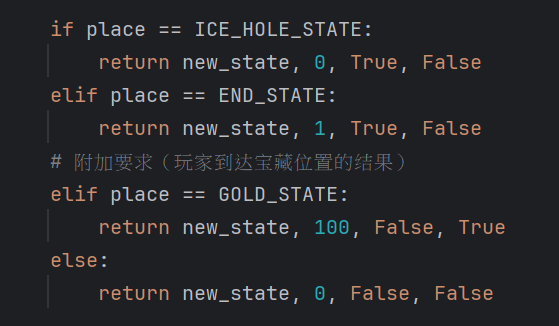 if place == ICE_HOLE_STATE:
    return new_state, 0, True, False
elif place == END_STATE:
    return new_state, 1, True, False
# 附加要求（玩家到达宝藏位置的结果）
elif place == GOLD_STATE:
    return new_state, 100, False, True
else:
    return new_state, 0, False, False